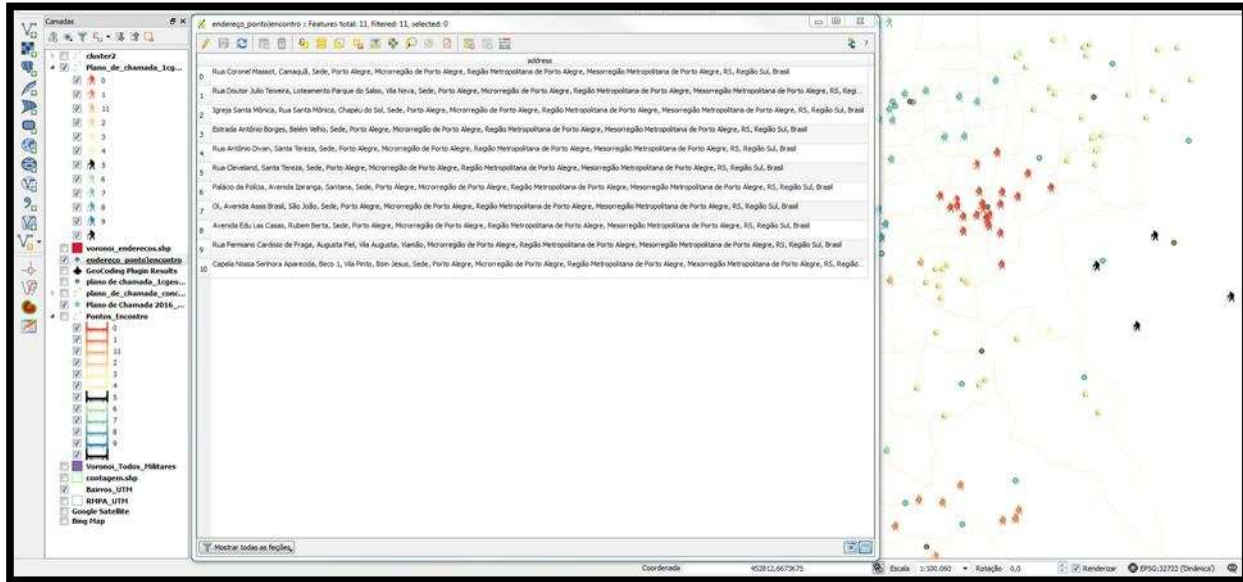 Camadas
cluster2
Plano_de_chamada_1cg...
0
1
11
2
3
4
5
6
7
8
9
voronoi_enderecos.shp
endereço_ponto)encontro
GeoCoding Plugin Results
plano de chamada_1cgeo...
plano_de_chamada_conc...
Plano de Chamada 2016_...
Pontos_Encontro
0
1
11
2
3
4
5
6
7
8
9
Voronoi_Todos_Militares
contagem.shp
Bairros_UTM
RMPA_UTM
Google Satellite
Bing Map
endereço_ponto)encontro :: Features total: 11, filtered: 11, selected: 0
address
0 Rua Coronel Massot, Camaquã, Sede, Porto Alegre, Microrregião de Porto Alegre, Região Metropolitana de Porto Alegre, Mesorregião Metropolitana de Porto Alegre, RS, Região Sul, Brasil
1 Rua Doutor Julio Teixeira, Loteamento Parque do Salso, Vila Nova, Sede, Porto Alegre, Microrregião de Porto Alegre, Região Metropolitana de Porto Alegre, Mesorregião Metropolitana de Porto Alegre, RS, Regi...
2 Igreja Santa Mônica, Rua Santa Mônica, Chapéu do Sol, Sede, Porto Alegre, Microrregião de Porto Alegre, Região Metropolitana de Porto Alegre, Mesorregião Metropolitana de Porto Alegre, RS, Região Sul, Brasil
3 Estrada Antônio Borges, Belém Velho, Sede, Porto Alegre, Microrregião de Porto Alegre, Região Metropolitana de Porto Alegre, Mesorregião Metropolitana de Porto Alegre, RS, Região Sul, Brasil
4 Rua Antônio Divan, Santa Tereza, Sede, Porto Alegre, Microrregião de Porto Alegre, Região Metropolitana de Porto Alegre, Mesorregião Metropolitana de Porto Alegre, RS, Região Sul, Brasil
5 Rua Cleveland, Santa Tereza, Sede, Porto Alegre, Microrregião de Porto Alegre, Região Metropolitana de Porto Alegre, Mesorregião Metropolitana de Porto Alegre, RS, Região Sul, Brasil
6 Palácio da Polícia, Avenida Ipiranga, Santana, Sede, Porto Alegre, Microrregião de Porto Alegre, Região Metropolitana de Porto Alegre, Mesorregião Metropolitana de Porto Alegre, RS, Região Sul, Brasil
7 Oi, Avenida Assis Brasil, São João, Sede, Porto Alegre, Microrregião de Porto Alegre, Região Metropolitana de Porto Alegre, Mesorregião Metropolitana de Porto Alegre, RS, Região Sul, Brasil
8 Avenida Edu Las Casas, Rubem Berta, Sede, Porto Alegre, Microrregião de Porto Alegre, Região Metropolitana de Porto Alegre, Mesorregião Metropolitana de Porto Alegre, RS, Região Sul, Brasil
9 Rua Permiano Cardoso de Fraga, Augusta Fiel, Vila Augusta, Viamão, Microrregião de Porto Alegre, Região Metropolitana de Porto Alegre, Mesorregião Metropolitana de Porto Alegre, RS, Região Sul, Brasil
10 Capela Nossa Senhora Aparecida, Beco 1, Vila Pinto, Bom Jesus, Sede, Porto Alegre, Microrregião de Porto Alegre, Região Metropolitana de Porto Alegre, Mesorregião Metropolitana de Porto Alegre, RS, Região...
Mostrar todas as feições
Coordenada 452812,6673675 Escala 1:100.060 Rotação 0,0 Renderizar EPSG:32722 (Dinâmica)